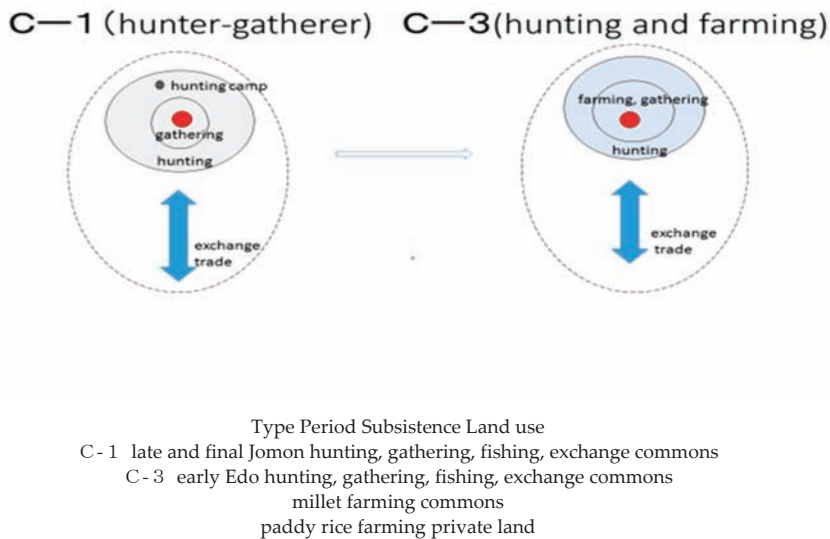 C－1（hunter-gatherer） C－3(hunting and farming)
hunting camp
gathering
hunting
exchange
trade
farming, gathering
hunting
exchange
trade
Type Period Subsistence Land use
C-1 late and final Jomon hunting, gathering, fishing, exchange commons
C-3 early Edo hunting, gathering, fishing, exchange commons
millet farming commons
paddy rice farming private land